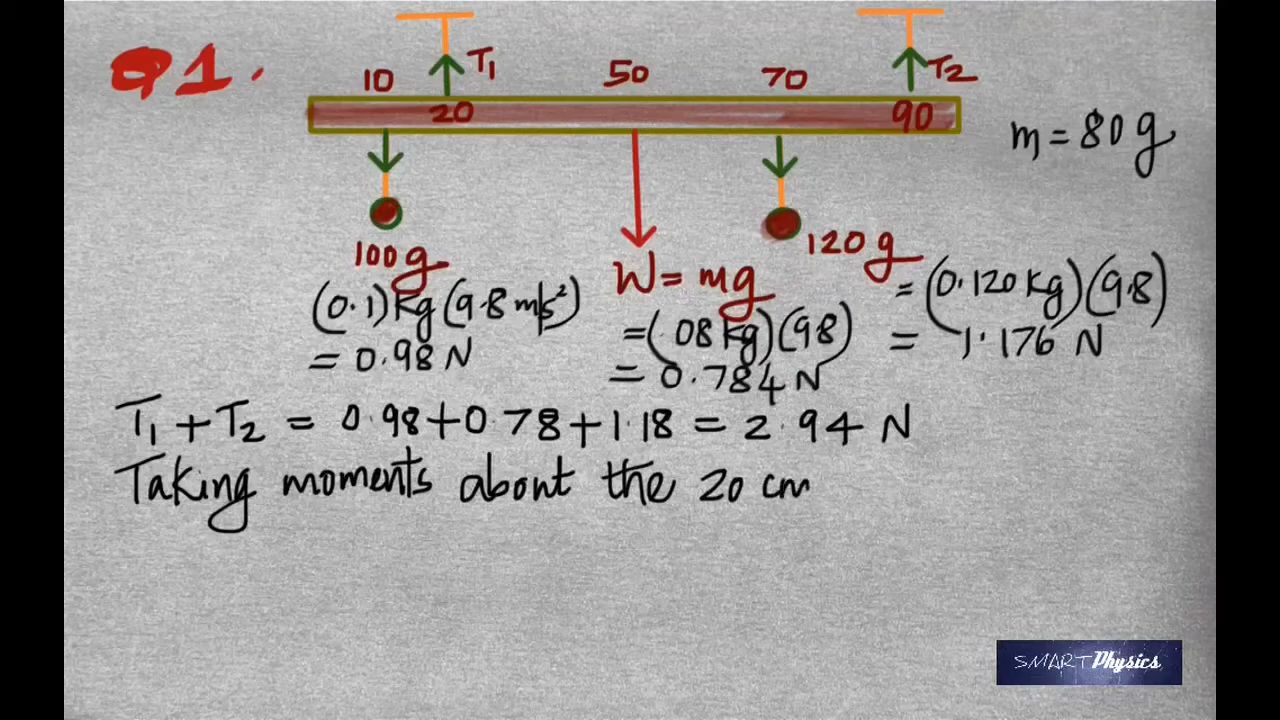 Q1.
T₁
T₂
10
50
70
20
90
m = 80 g
100 g
120 g
(0.1) kg (9.8 m/s²)
= 0.98 N
W = mg
= (.08 kg)(9.8)
= 0.784 N
= (0.120 kg)(9.8)
= 1.176 N
T₁ + T₂ = 0.98 + 0.78 + 1.18 = 2.94 N
Taking moments about the 20 cm
SMART Physics